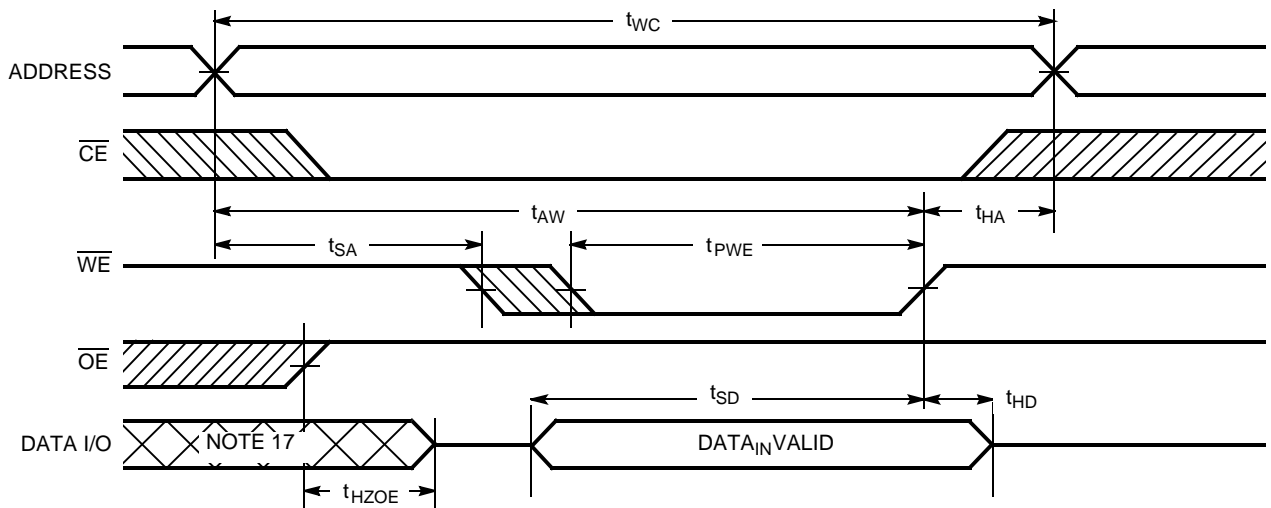 tWC
ADDRESS
CE
tAW
tHA
tSA
tPWE
WE
OE
tSD
tHD
DATA I/O
NOTE 17
DATAINVALID
tHZOE